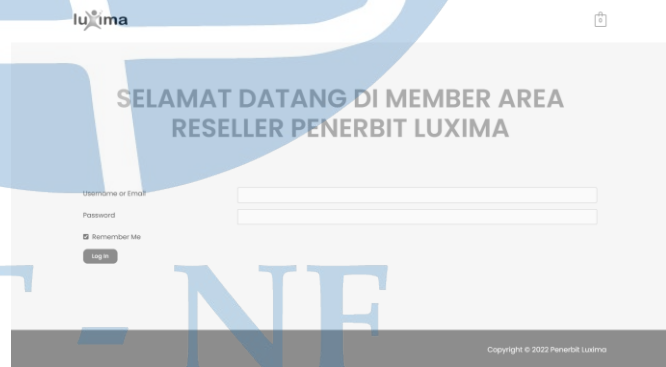 luxima
0
SELAMAT DATANG DI MEMBER AREA
RESELLER PENERBIT LUXIMA
Username or Email
Password
Remember Me
Log In
T - NF
Copyright © 2022 Penerbit Luxima